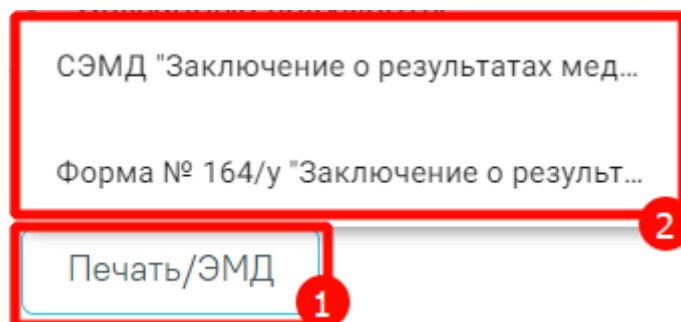 СЭМД "Заключение о результатах мед...
Форма № 164/у "Заключение о результ...
2
Печать/ЭМД
1